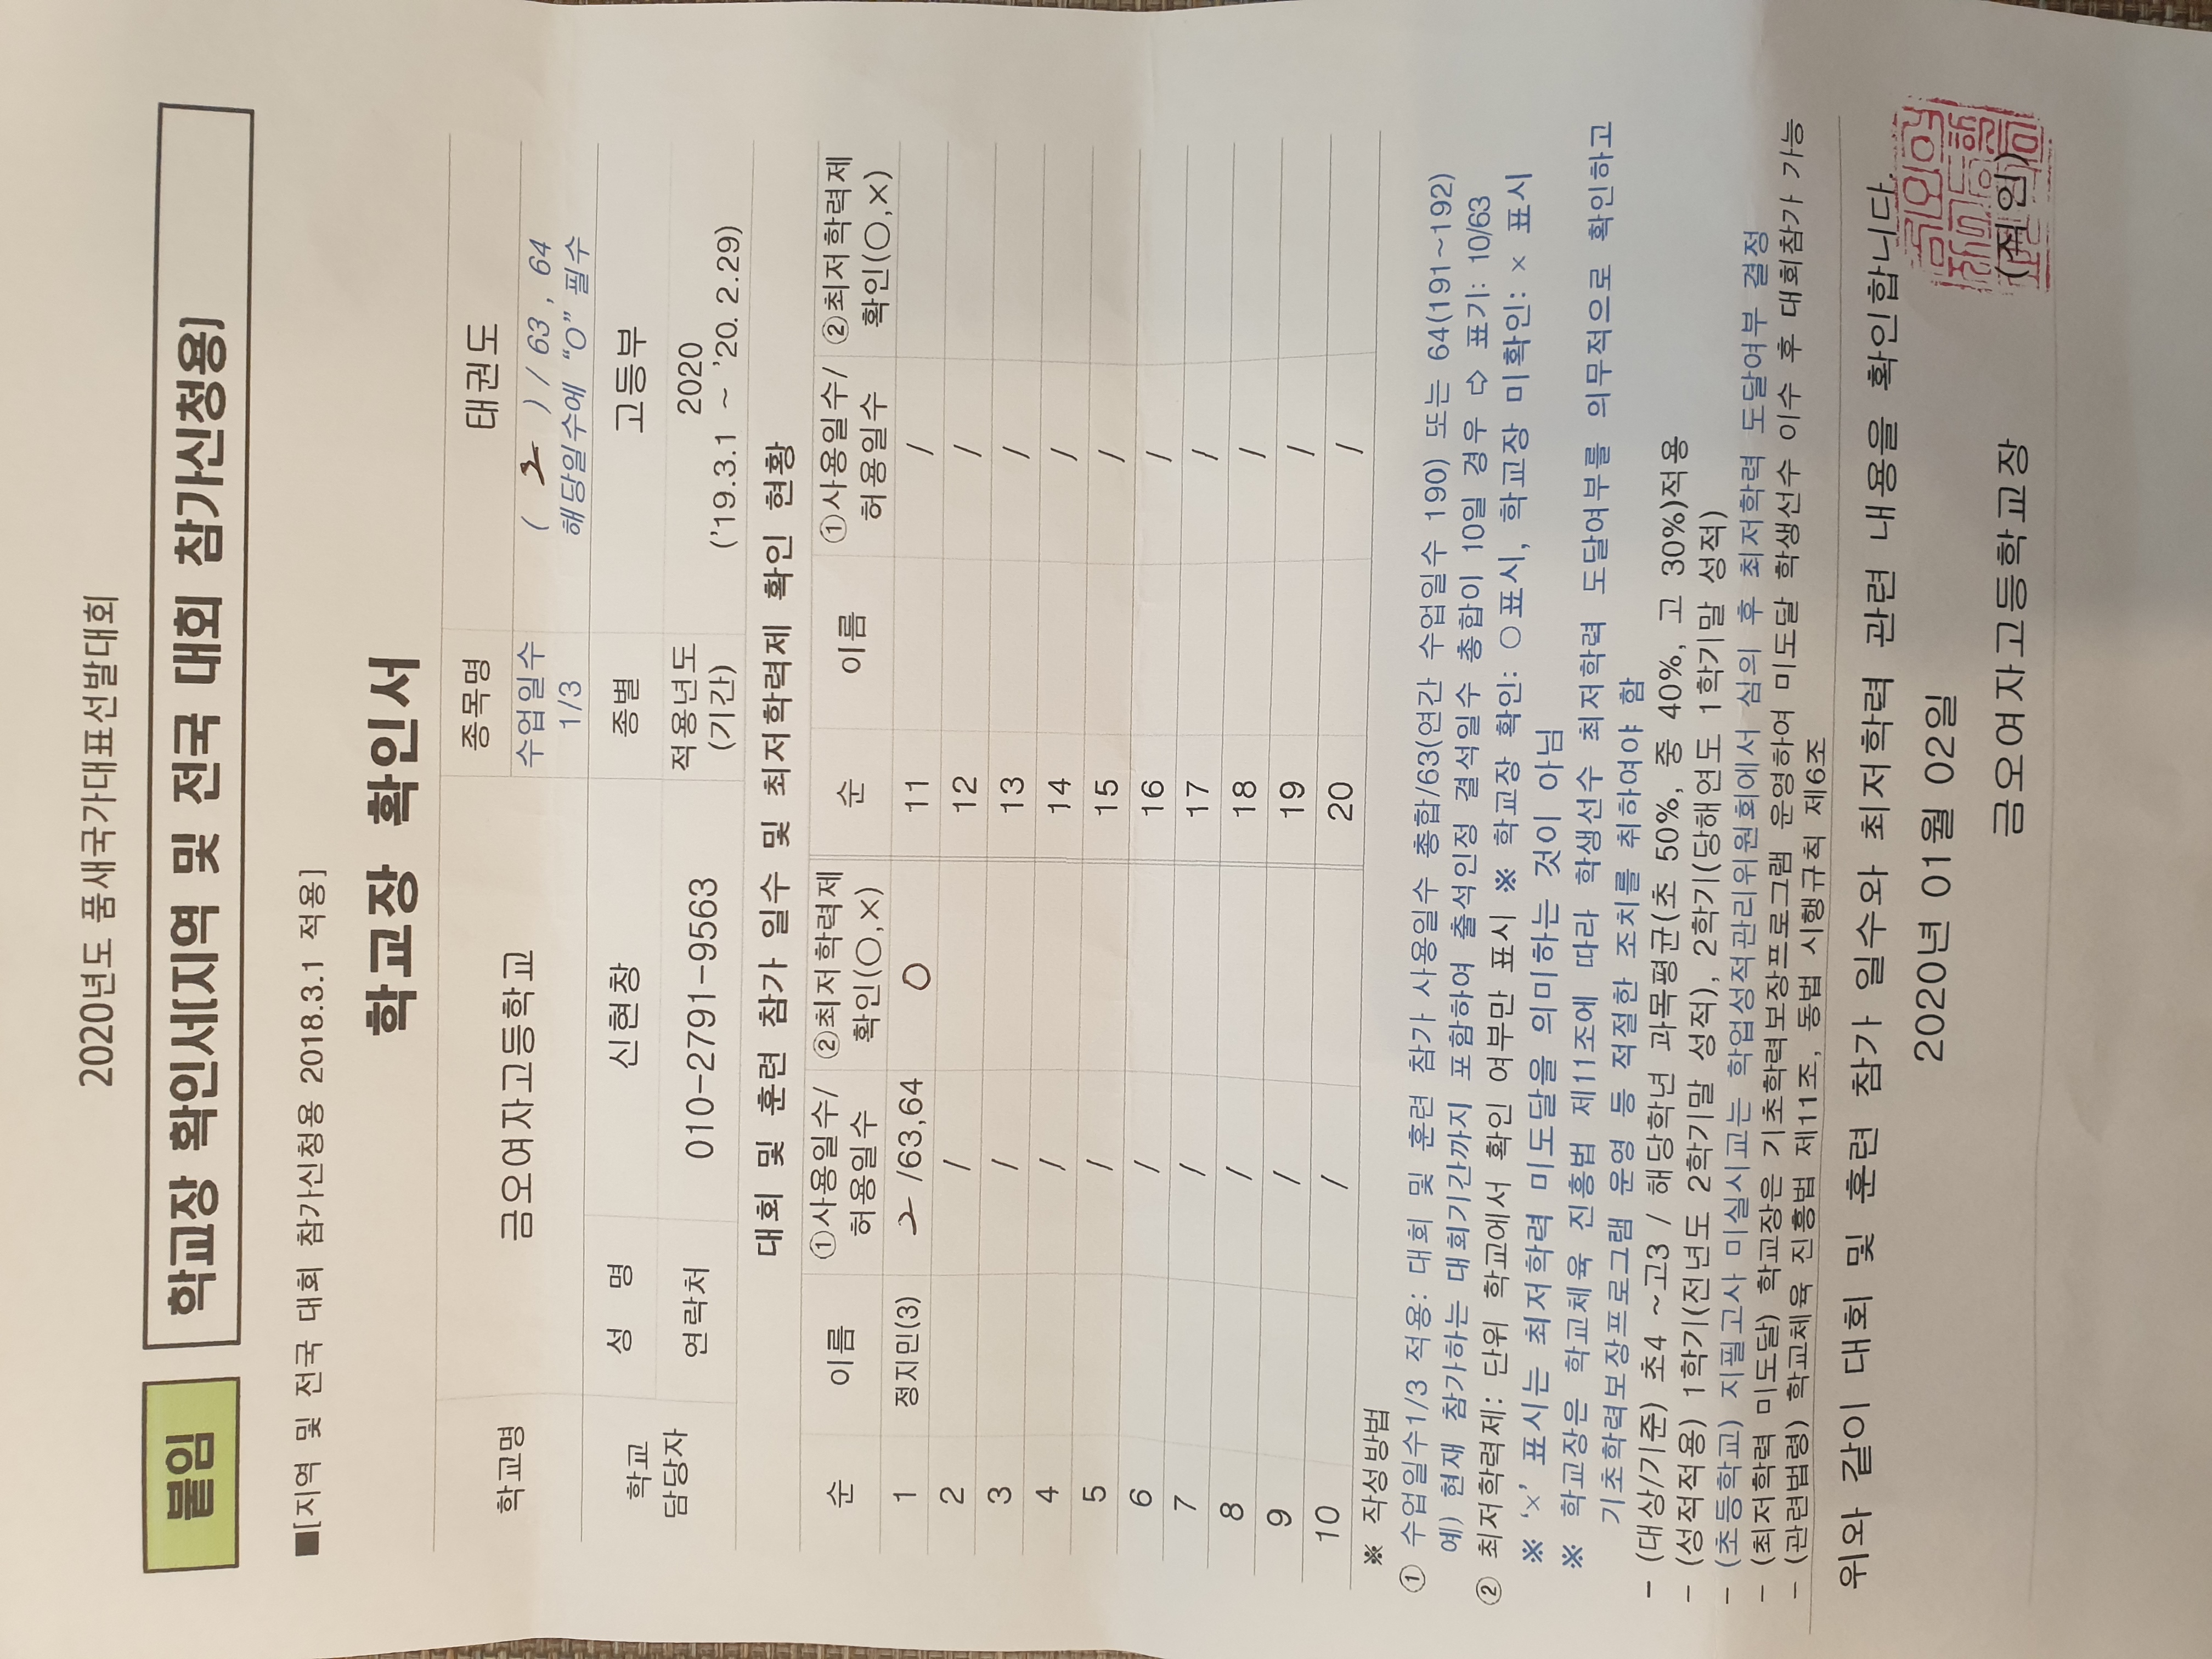 2020년도 품새국가대표선발대회
붙임
학교장 확인서(지역 및 전국 대회 참가신청용)
■[지역 및 전국 대회 참가신청용 2018.3.1 적용]
학교장 확인서
학교명 금오여자고등학교 종목명 태권도
수업일수 1/3 ( 2 ) / 63 , 64
해당일수에 “O” 필수
학교 담당자 성 명 신현창 종별 고등부
연락처 010-2791-9563 적용년도 (기간) 2020
('19.3.1 ~ '20. 2.29)
대회 및 훈련 참가 일수 및 최저학력제 확인 현황
순 이름 ①사용일수/허용일수 ②최저학력제 확인(○,×) 순 이름 ①사용일수/허용일수 ②최저학력제 확인(○,×)
1 정지민(3) 2 /63,64 O 11 /
2 / 12 /
3 / 13 /
4 / 14 /
5 / 15 /
6 / 16 /
7 / 17 /
8 / 18 /
9 / 19 /
10 / 20 /
※ 작성방법
① 수업일수1/3 적용: 대회 및 훈련 참가 사용일수 총합/63(연간 수업일수 190) 또는 64(191~192)
예) 현재 참가하는 대회기간까지 포함하여 출석인정 결석일수 총합이 10일 경우 ⇨ 표기: 10/63
② 최저학력제: 단위 학교에서 확인 여부만 표시 ※ 학교장 확인: ○표시, 학교장 미확인: × 표시
※ ‘×’ 표시는 최저학력 미도달을 의미하는 것이 아님
※ 학교장은 학교체육 진흥법 제11조에 따라 학생선수 최저학력 도달여부를 의무적으로 확인하고
기초학력보장프로그램 운영 등 적절한 조치를 취하여야 함
- (대상/기준) 초4 ~고3 / 해당학년 과목평균(초 50%, 중 40%, 고 30%)적용
- (성적적용) 1학기(전년도 2학기말 성적), 2학기(당해연도 1학기말 성적)
- (초등학교) 지필고사 미실시교는 학업성적관리위원회에서 심의 후 최저학력 도달여부 결정
- (최저학력 미도달) 학교장은 기초학력보장프로그램 운영하여 미도달 학생선수 이수 후 대회참가 가능
- (관련법령) 학교체육 진흥법 제11조, 동법 시행규칙 제6조
위와 같이 대회 및 훈련 참가 일수와 최저학력 관련 내용을 확인합니다.
2020년 01월 02일
금오여자고등학교장 (직인)